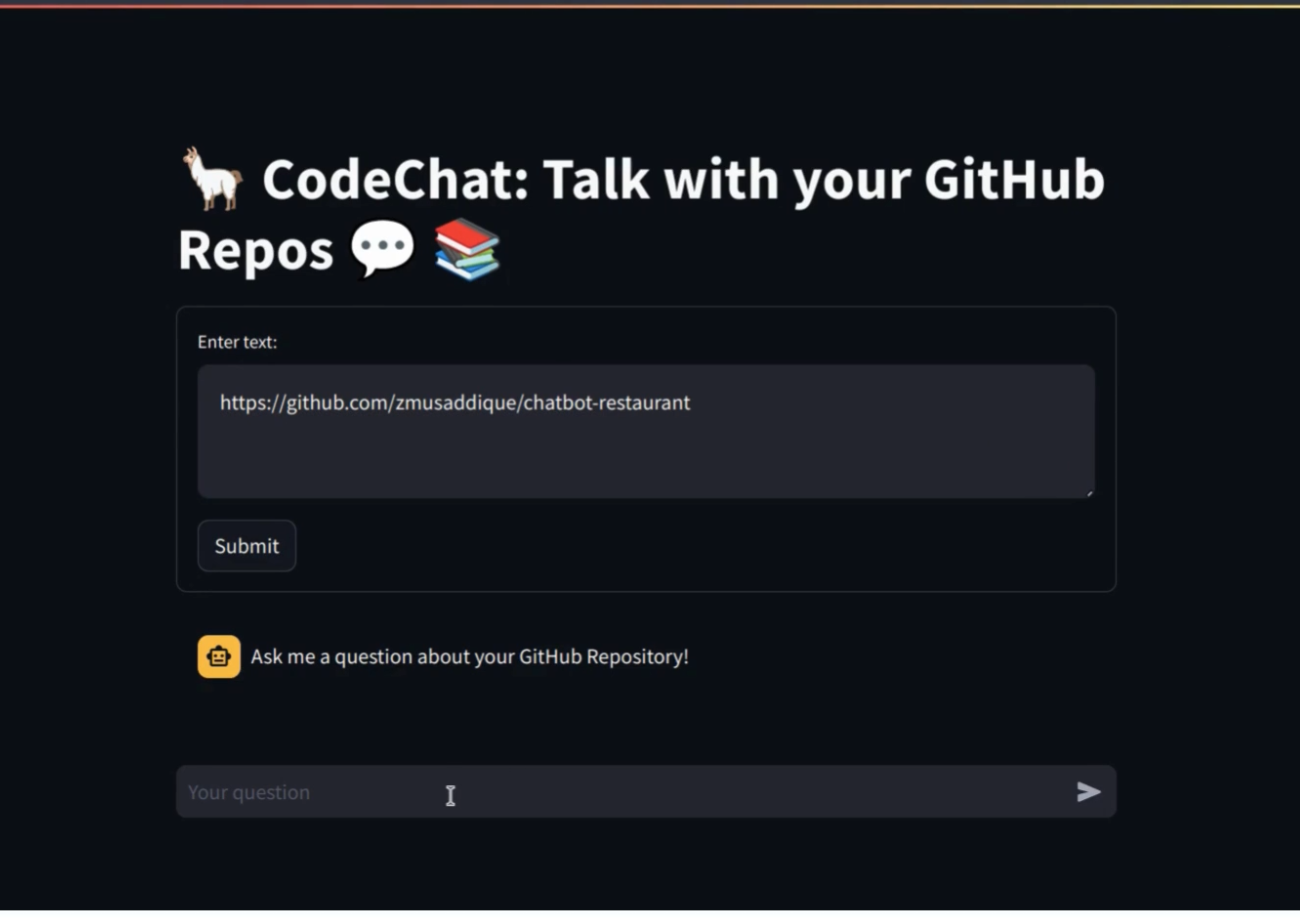 🦙 CodeChat: Talk with your GitHub
Repos 💬 📚
Enter text:
https://github.com/zmusaddique/chatbot-restaurant
Submit
Ask me a question about your GitHub Repository!
Your question